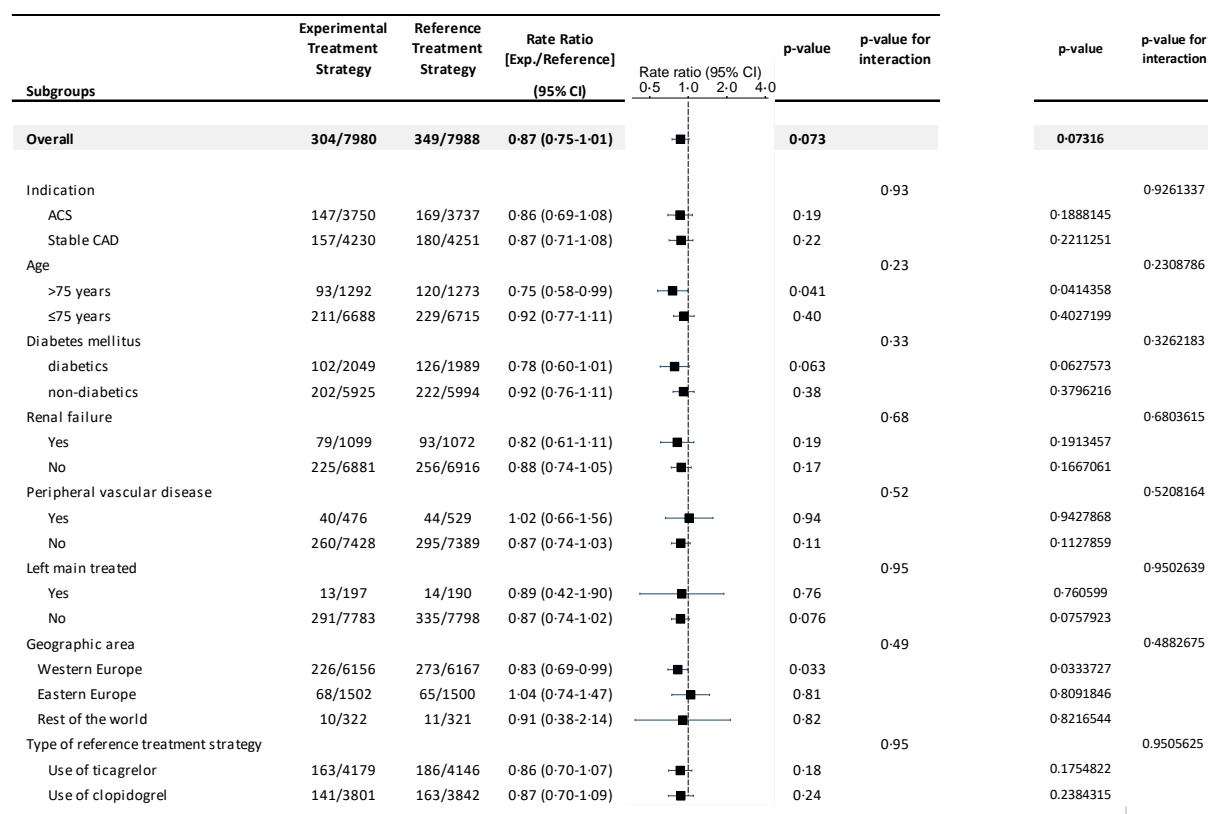 Experimental Treatment Strategy Reference Treatment Strategy Rate Ratio [Exp./Reference] (95% CI) p-value p-value for interaction p-value p-value for interaction
Rate ratio (95% CI)
Subgroups 0·5 1·0 2·0 4·0
Overall 304/7980 349/7988 0·87 (0·75-1·01) 0·073 0·07316
Indication 0·93 0·9261337
ACS 147/3750 169/3737 0·86 (0·69-1·08) 0·19 0·1888145
Stable CAD 157/4230 180/4251 0·87 (0·71-1·08) 0·22 0·2211251
Age 0·23 0·2308786
>75 years 93/1292 120/1273 0·75 (0·58-0·99) 0·041 0·0414358
≤75 years 211/6688 229/6715 0·92 (0·77-1·11) 0·40 0·4027199
Diabetes mellitus 0·33 0·3262183
diabetics 102/2049 126/1989 0·78 (0·60-1·01) 0·063 0·0627573
non-diabetics 202/5925 222/5994 0·92 (0·76-1·11) 0·38 0·3796216
Renal failure 0·68 0·6803615
Yes 79/1099 93/1072 0·82 (0·61-1·11) 0·19 0·1913457
No 225/6881 256/6916 0·88 (0·74-1·05) 0·17 0·1667061
Peripheral vascular disease 0·52 0·5208164
Yes 40/476 44/529 1·02 (0·66-1·56) 0·94 0·9427868
No 260/7428 295/7389 0·87 (0·74-1·03) 0·11 0·1127859
Left main treated 0·95 0·9502639
Yes 13/197 14/190 0·89 (0·42-1·90) 0·76 0·760599
No 291/7783 335/7798 0·87 (0·74-1·02) 0·076 0·0757923
Geographic area 0·49 0·4882675
Western Europe 226/6156 273/6167 0·83 (0·69-0·99) 0·033 0·0333727
Eastern Europe 68/1502 65/1500 1·04 (0·74-1·47) 0·81 0·8091846
Rest of the world 10/322 11/321 0·91 (0·38-2·14) 0·82 0·8216544
Type of reference treatment strategy 0·95 0.9505625
Use of ticagrelor 163/4179 186/4146 0·86 (0·70-1·07) 0·18 0.1754822
Use of clopidogrel 141/3801 163/3842 0·87 (0·70-1·09) 0·24 0.2384315